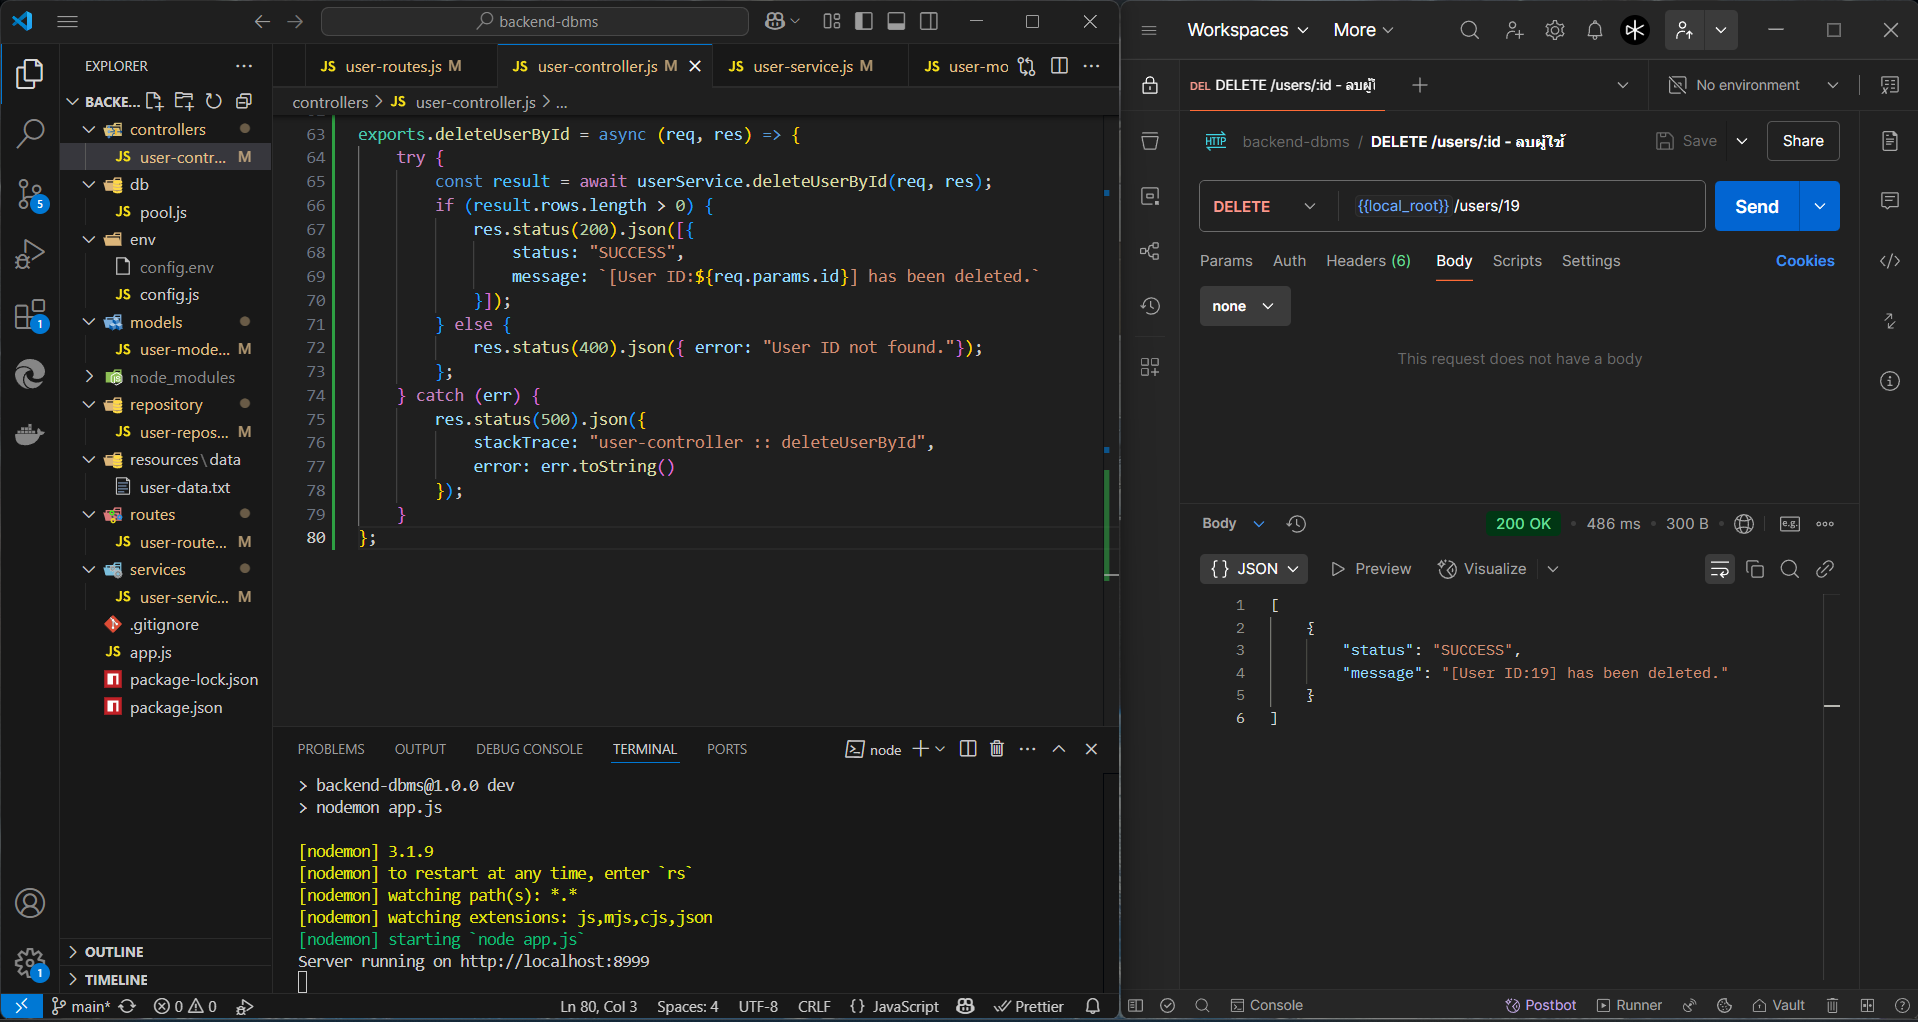 backend-dbms
EXPLORER
BACKE...
controllers
JS user-contr... M
db
JS pool.js
env
config.env
JS config.js
models
JS user-mode... M
node_modules
repository
JS user-repos... M
resources\data
user-data.txt
routes
JS user-route... M
services
JS user-servic... M
.gitignore
JS app.js
package-lock.json
package.json
OUTLINE
TIMELINE
5
1
1
JS user-routes.js M
JS user-controller.js M
JS user-service.js M
JS user-mo
controllers > JS user-controller.js > ...
63 exports.deleteUserById = async (req, res) => {
64 try {
65 const result = await userService.deleteUserById(req, res);
66 if (result.rows.length > 0) {
67 res.status(200).json([{
68 status: "SUCCESS",
69 message: `[User ID:${req.params.id}] has been deleted.`
70 }]);
71 } else {
72 res.status(400).json({ error: "User ID not found."});
73 };
74 } catch (err) {
75 res.status(500).json({
76 stackTrace: "user-controller :: deleteUserById",
77 error: err.toString()
78 });
79 }
80 };
PROBLEMS OUTPUT DEBUG CONSOLE TERMINAL PORTS
node
> backend-dbms@1.0.0 dev
> nodemon app.js
[nodemon] 3.1.9
[nodemon] to restart at any time, enter `rs`
[nodemon] watching path(s): *.*
[nodemon] watching extensions: js,mjs,cjs,json
[nodemon] starting `node app.js`
Server running on http://localhost:8999
main* 0 0 Ln 80, Col 3 Spaces: 4 UTF-8 CRLF {} JavaScript Prettier
Workspaces More
DEL DELETE /users/:id - ลบผู้ใ
No environment
HTTP backend-dbms / DELETE /users/:id - ลบผู้ใช้
Save Share
DELETE {{local_root}} /users/19 Send
Params Auth Headers (6) Body Scripts Settings Cookies
none
This request does not have a body
Body 200 OK 486 ms 300 B e.g.
{} JSON Preview Visualize
1 [
2 {
3 "status": "SUCCESS",
4 "message": "[User ID:19] has been deleted."
5 }
6 ]
Console Postbot Runner Vault